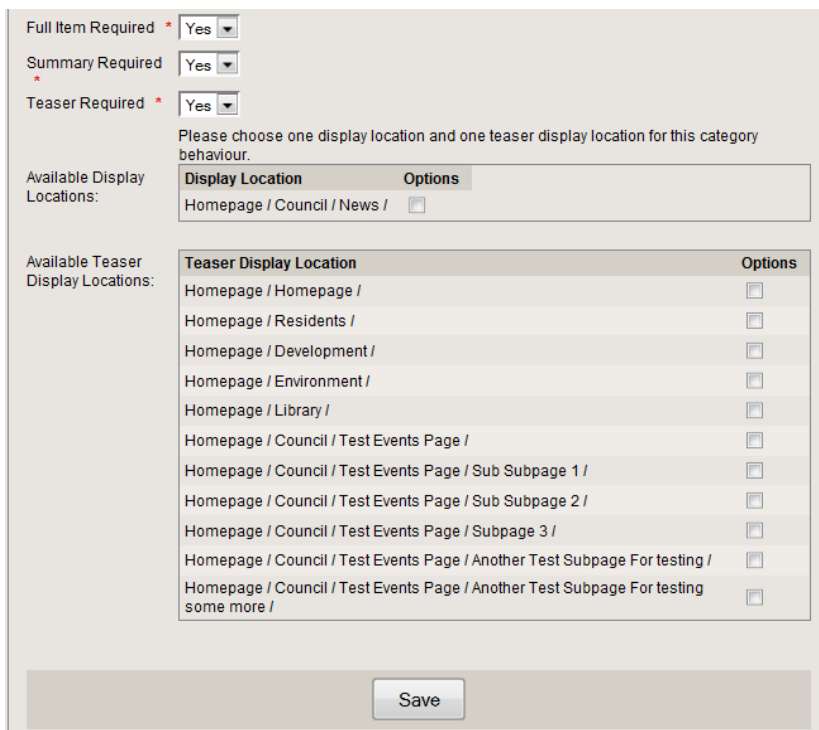 Full Item Required * Yes
Summary Required
* Yes
Teaser Required * Yes
Please choose one display location and one teaser display location for this category
behaviour.
Available Display
Locations:
Display Location Options
Homepage / Council / News /
Available Teaser
Display Locations:
Teaser Display Location Options
Homepage / Homepage /
Homepage / Residents /
Homepage / Development /
Homepage / Environment /
Homepage / Library /
Homepage / Council / Test Events Page /
Homepage / Council / Test Events Page / Sub Subpage 1 /
Homepage / Council / Test Events Page / Sub Subpage 2 /
Homepage / Council / Test Events Page / Subpage 3 /
Homepage / Council / Test Events Page / Another Test Subpage For testing /
Homepage / Council / Test Events Page / Another Test Subpage For testing
some more /
Save